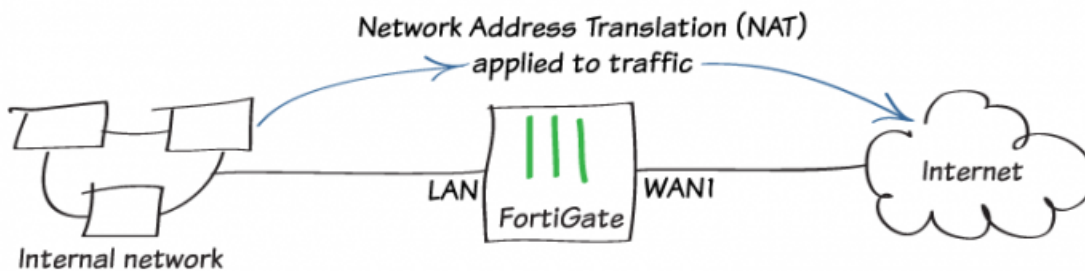 Network Address Translation (NAT)
applied to traffic
LAN
WAN1
Internet
FortiGate
Internal network